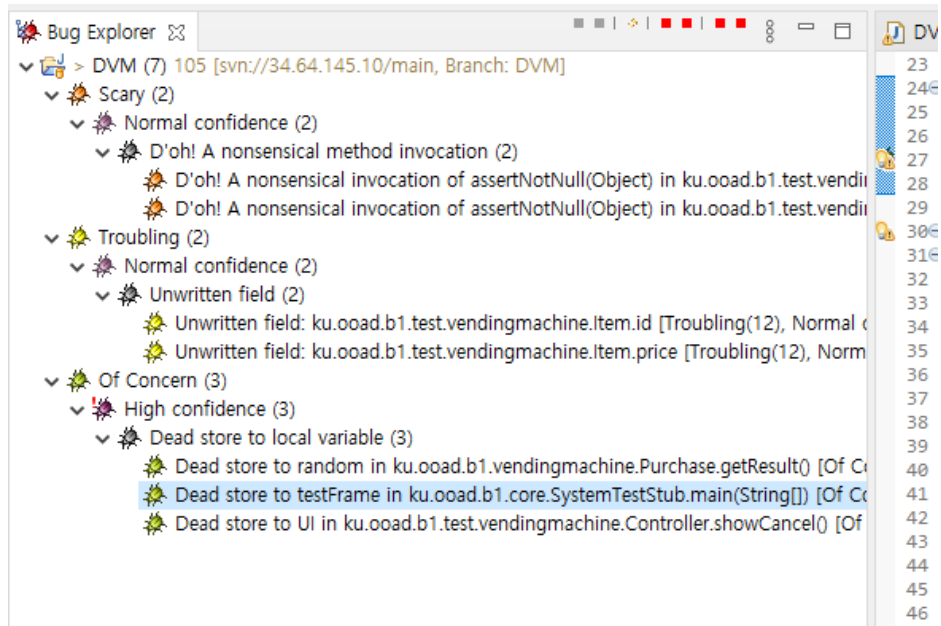 Bug Explorer
> DVM (7) 105 [svn://34.64.145.10/main, Branch: DVM]
Scary (2)
Normal confidence (2)
D'oh! A nonsensical method invocation (2)
D'oh! A nonsensical invocation of assertNotNull(Object) in ku.ooad.b1.test.vendin
D'oh! A nonsensical invocation of assertNotNull(Object) in ku.ooad.b1.test.vendin
Troubling (2)
Normal confidence (2)
Unwritten field (2)
Unwritten field: ku.ooad.b1.test.vendingmachine.Item.id [Troubling(12), Normal c
Unwritten field: ku.ooad.b1.test.vendingmachine.Item.price [Troubling(12), Norm
Of Concern (3)
High confidence (3)
Dead store to local variable (3)
Dead store to random in ku.ooad.b1.vendingmachine.Purchase.getResult() [Of Co
Dead store to testFrame in ku.ooad.b1.core.SystemTestStub.main(String[]) [Of Co
Dead store to UI in ku.ooad.b1.test.vendingmachine.Controller.showCancel() [Of
DV
23
24
25
26
27
28
29
30
31
32
33
34
35
36
37
38
39
40
41
42
43
44
45
46